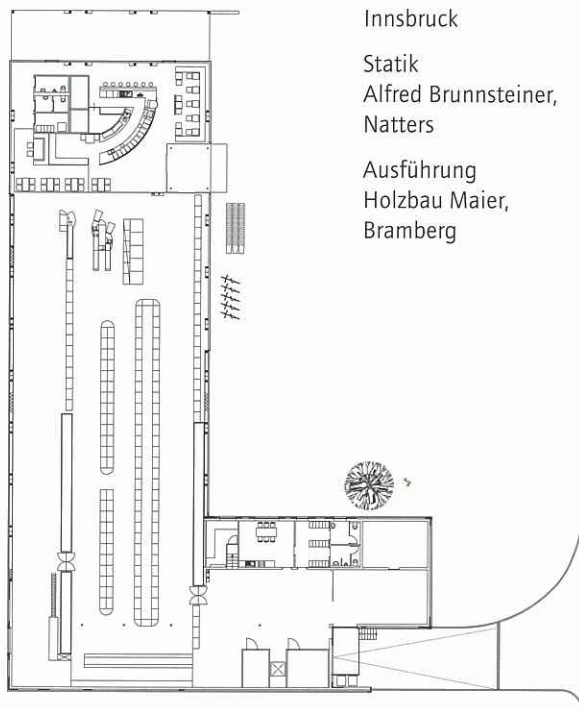 Innsbruck
Statik
Alfred Brunnsteiner,
Natters
Ausführung
Holzbau Maier,
Bramberg